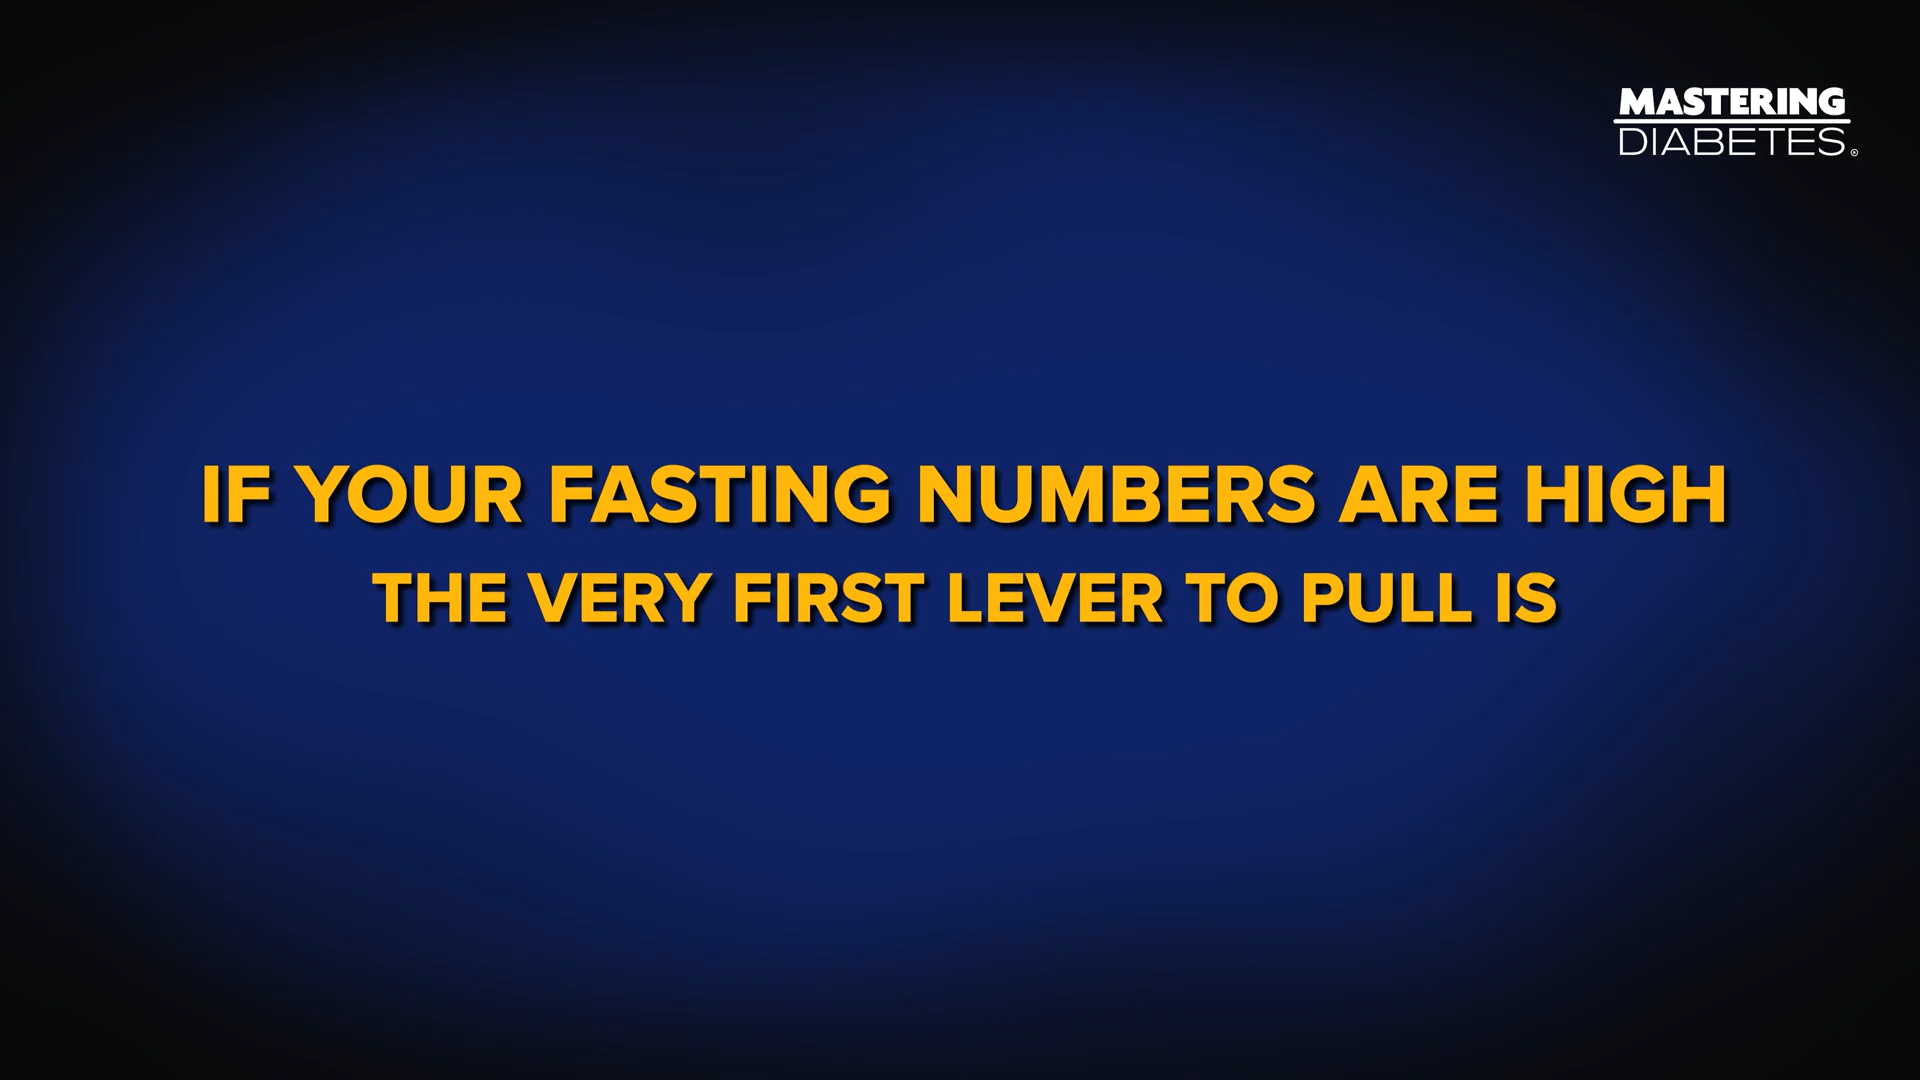 MASTERING
DIABETES®
IF YOUR FASTING NUMBERS ARE HIGH
THE VERY FIRST LEVER TO PULL IS